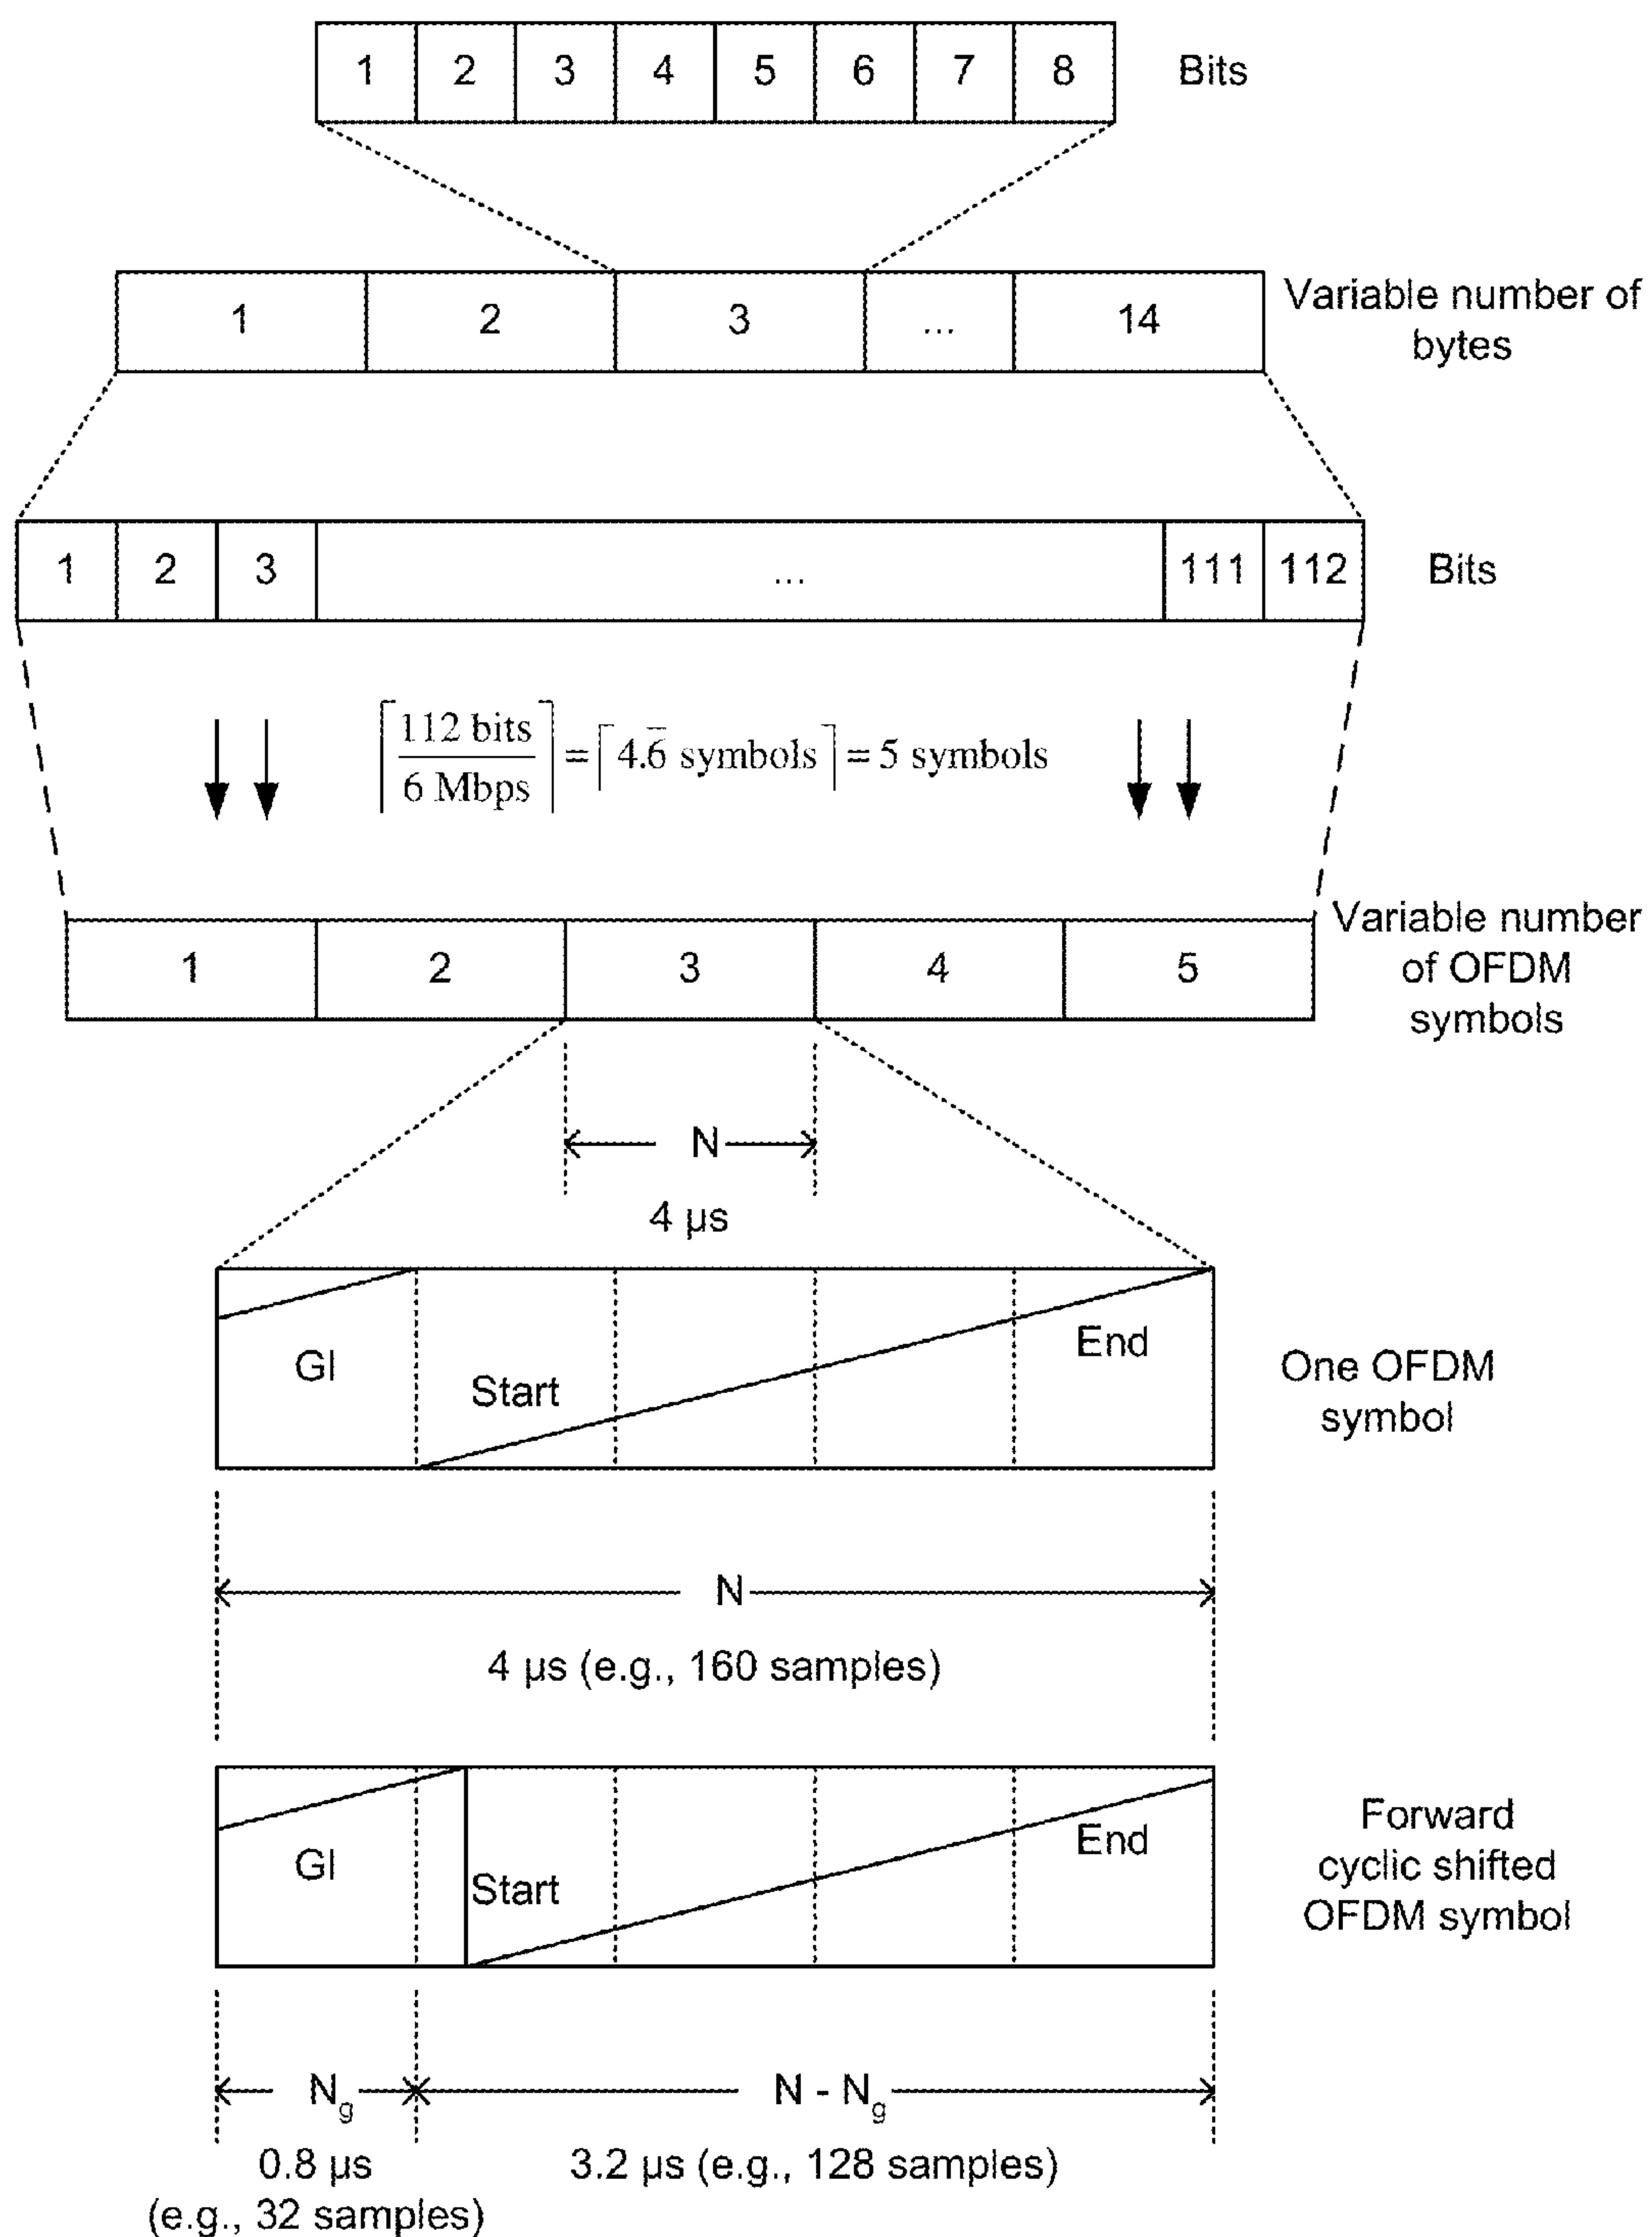 1 2 3 4 5 6 7 8 Bits
1 2 3 ... 14
Variable number of
bytes
1 2 3 ... 111 112 Bits
⌈112 bits / 6 Mbps⌉ = ⌈4.6̅ symbols⌉ = 5 symbols
1 2 3 4 5
Variable number
of OFDM
symbols
N
4 µs
GI Start End
One OFDM
symbol
N
4 µs (e.g., 160 samples)
GI Start End
Forward
cyclic shifted
OFDM symbol
Ng N - Ng
0.8 µs 3.2 µs (e.g., 128 samples)
(e.g., 32 samples)